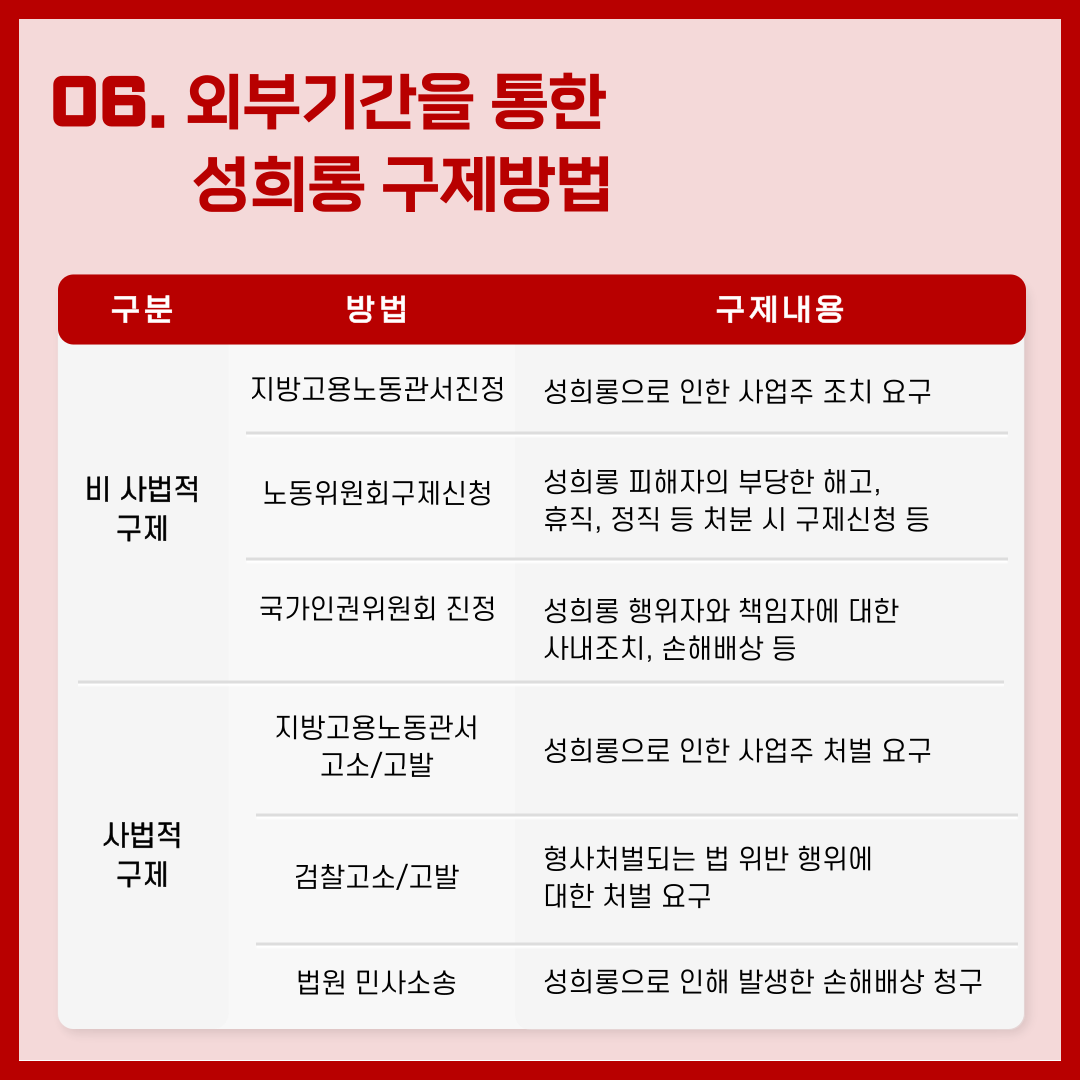 06. 외부기간을 통한
성희롱 구제방법
구분 방법 구제내용
비 사법적
구제
지방고용노동관서진정 성희롱으로 인한 사업주 조치 요구
노동위원회구제신청 성희롱 피해자의 부당한 해고,
휴직, 정직 등 처분 시 구제신청 등
국가인권위원회 진정 성희롱 행위자와 책임자에 대한
사내조치, 손해배상 등
사법적
구제
지방고용노동관서
고소/고발
성희롱으로 인한 사업주 처벌 요구
검찰고소/고발 형사처벌되는 법 위반 행위에
대한 처벌 요구
법원 민사소송 성희롱으로 인해 발생한 손해배상 청구